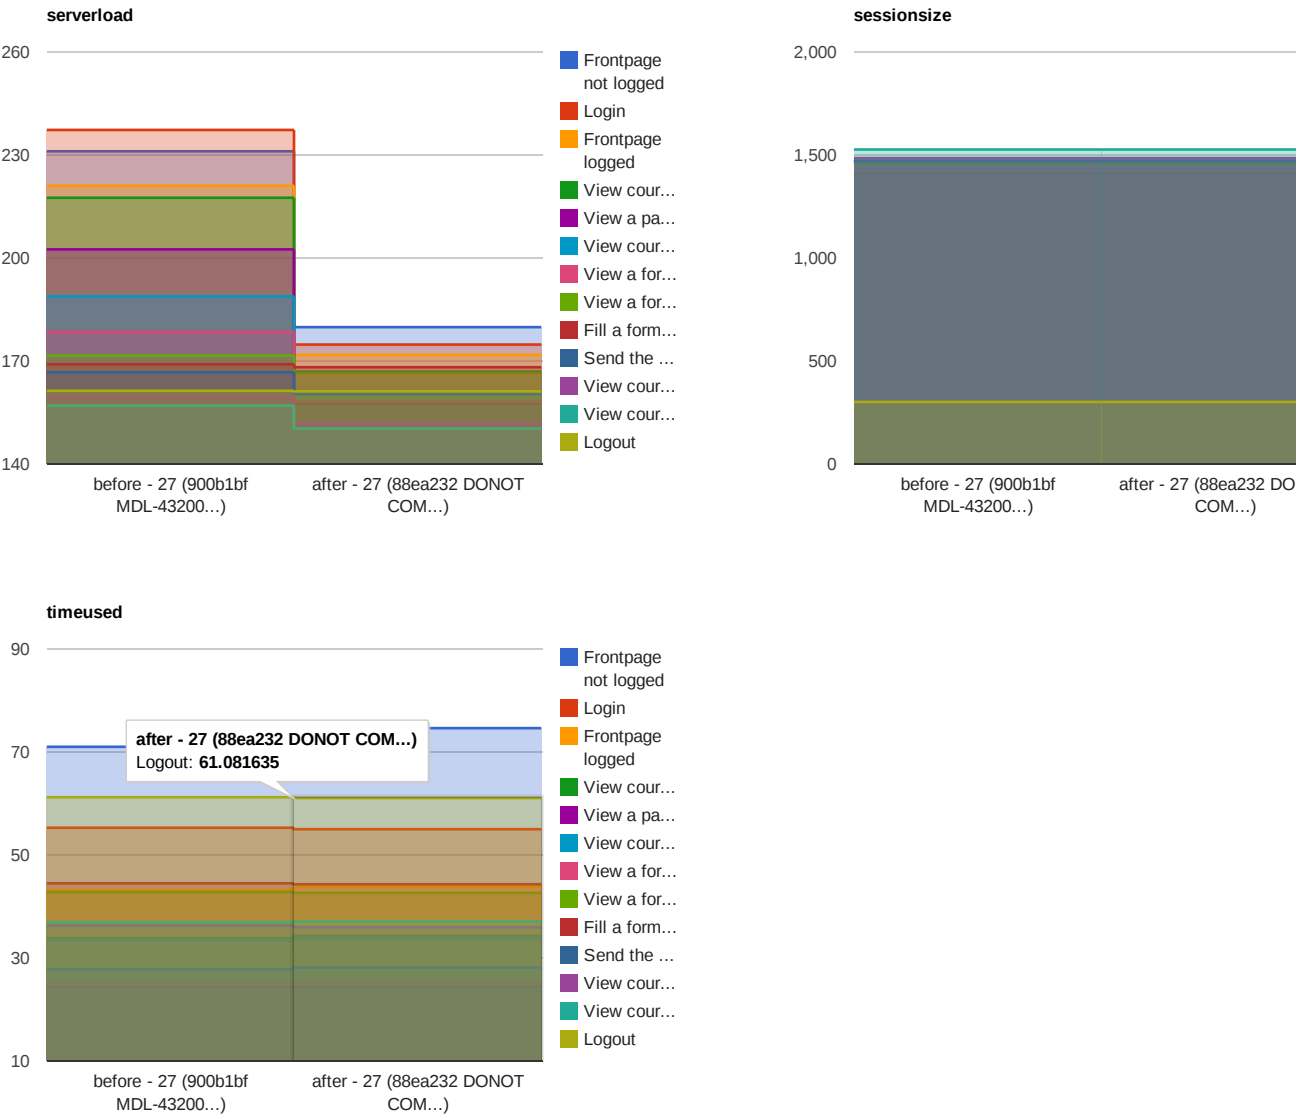 serverload
260
230
200
170
140
before - 27 (900b1bf
MDL-43200...)
after - 27 (88ea232 DONOT
COM...)
Frontpage
not logged
Login
Frontpage
logged
View cour...
View a pa...
View cour...
View a for...
View a for...
Fill a form...
Send the ...
View cour...
View cour...
Logout
sessionsize
2,000
1,500
1,000
500
0
before - 27 (900b1bf
MDL-43200...)
after - 27 (88ea232 DO
COM...)
timeused
90
70
50
30
10
after - 27 (88ea232 DONOT COM...)
Logout: 61.081635
before - 27 (900b1bf
MDL-43200...)
after - 27 (88ea232 DONOT
COM...)
Frontpage
not logged
Login
Frontpage
logged
View cour...
View a pa...
View cour...
View a for...
View a for...
Fill a form...
Send the ...
View cour...
View cour...
Logout